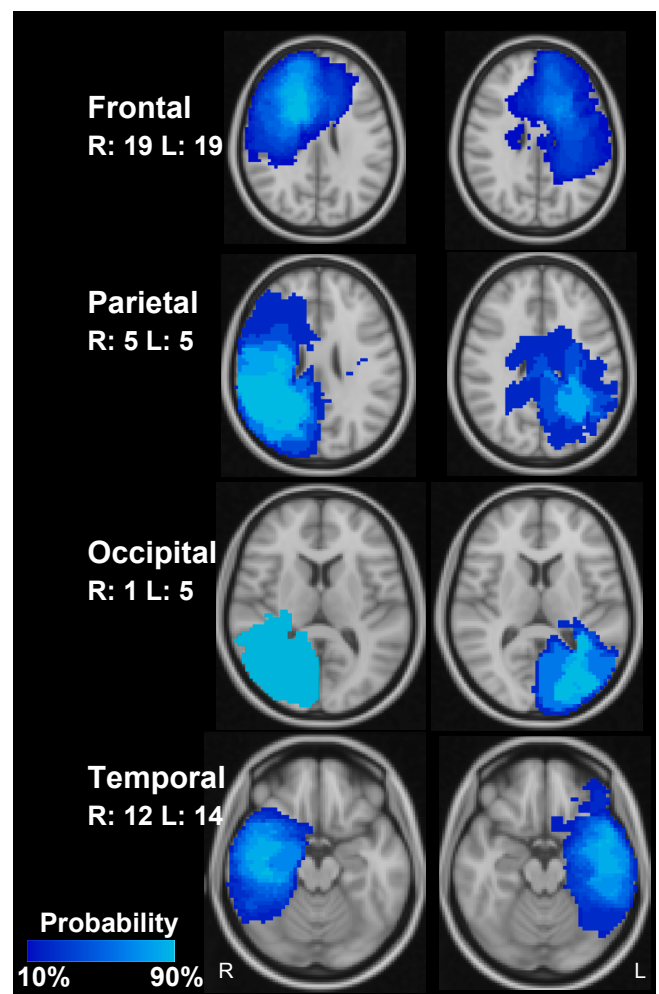 Frontal
R: 19 L: 19
Parietal
R: 5 L: 5
Occipital
R: 1 L: 5
Temporal
R: 12 L: 14
Probability
10% 90%
R L